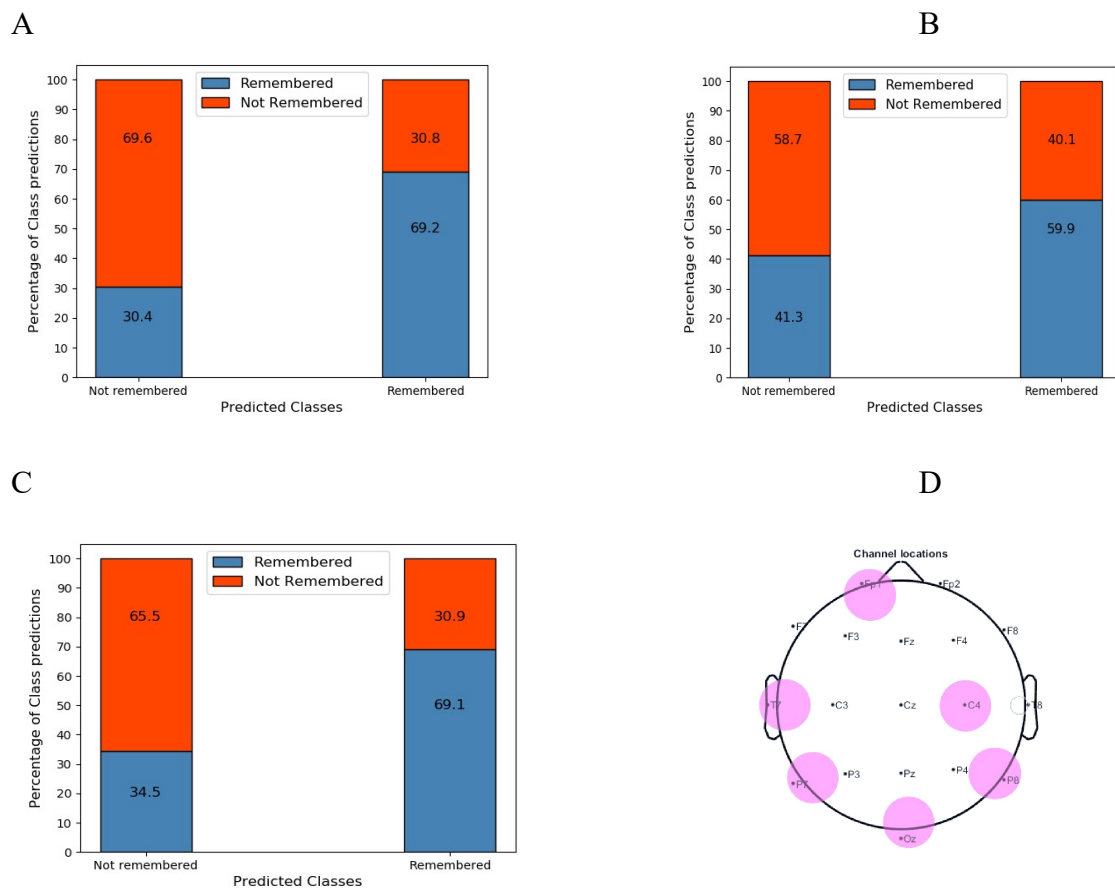 A
B
Remembered
Not Remembered
100
90
80
70
60
50
40
30
20
10
0
69.6
30.8
69.2
30.4
Percentage of Class predictions
Not remembered
Remembered
Predicted Classes
Remembered
Not Remembered
100
80
60
40
20
0
58.7
40.1
59.9
41.3
Percentage of Class predictions
Not remembered
Remembered
Predicted Classes
C
D
Remembered
Not Remembered
100
90
80
70
60
50
40
30
20
10
0
65.5
30.9
69.1
34.5
Percentage of Class predictions
Not remembered
Remembered
Predicted Classes
Channel locations
Fp1 Fp2
F7 F3 Fz F4 F8
T7 C3 Cz C4 T8
P7 P3 Pz P4 P8
Oz